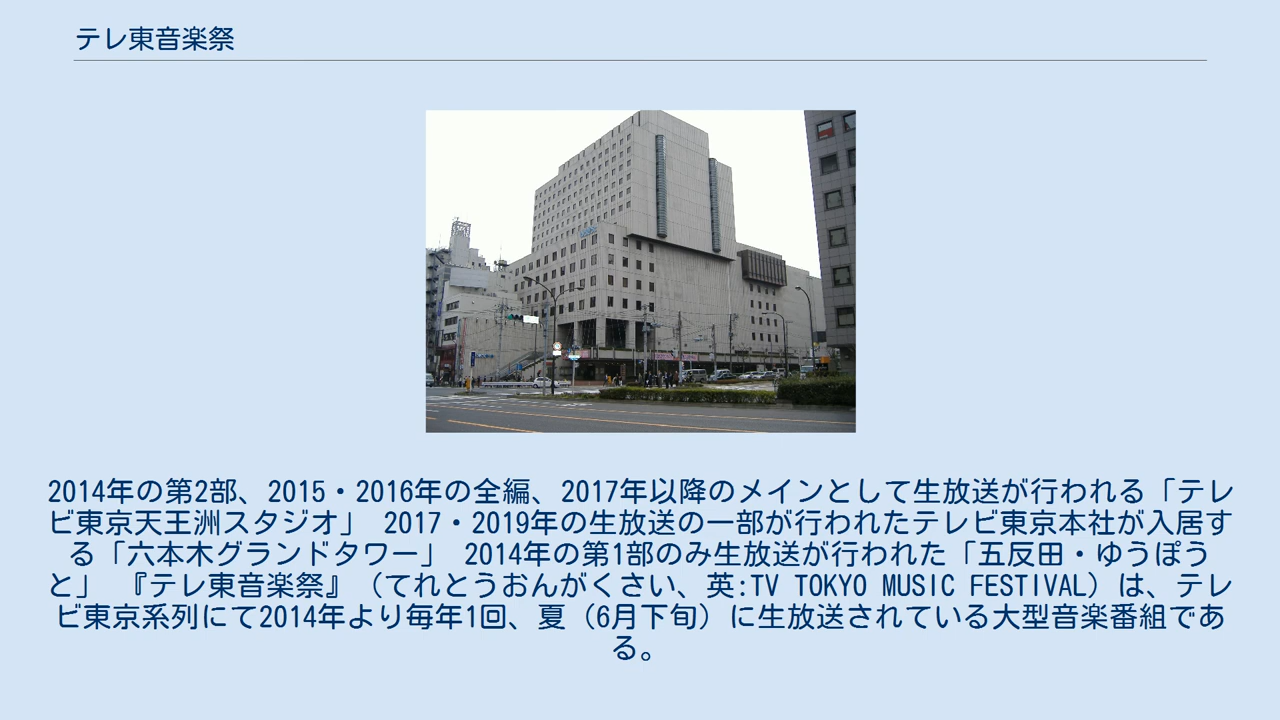 テレ東音楽祭
2014年の第2部、2015・2016年の全編、2017年以降のメインとして生放送が行われる「テレ
ビ東京天王洲スタジオ」 2017・2019年の生放送の一部が行われたテレビ東京本社が入居す
る「六本木グランドタワー」 2014年の第1部のみ生放送が行われた「五反田・ゆうぽう
と」 『テレ東音楽祭』（てれとうおんがくさい、英:TV TOKYO MUSIC FESTIVAL）は、テレ
ビ東京系列にて2014年より毎年1回、夏（6月下旬）に生放送されている大型音楽番組であ
る。